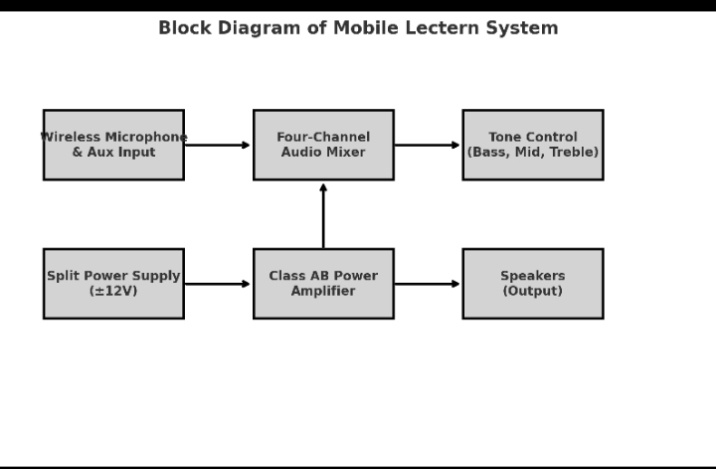 Block Diagram of Mobile Lectern System
Wireless Microphone
& Aux Input
Four-Channel
Audio Mixer
Tone Control
(Bass, Mid, Treble)
Split Power Supply
(±12V)
Class AB Power
Amplifier
Speakers
(Output)